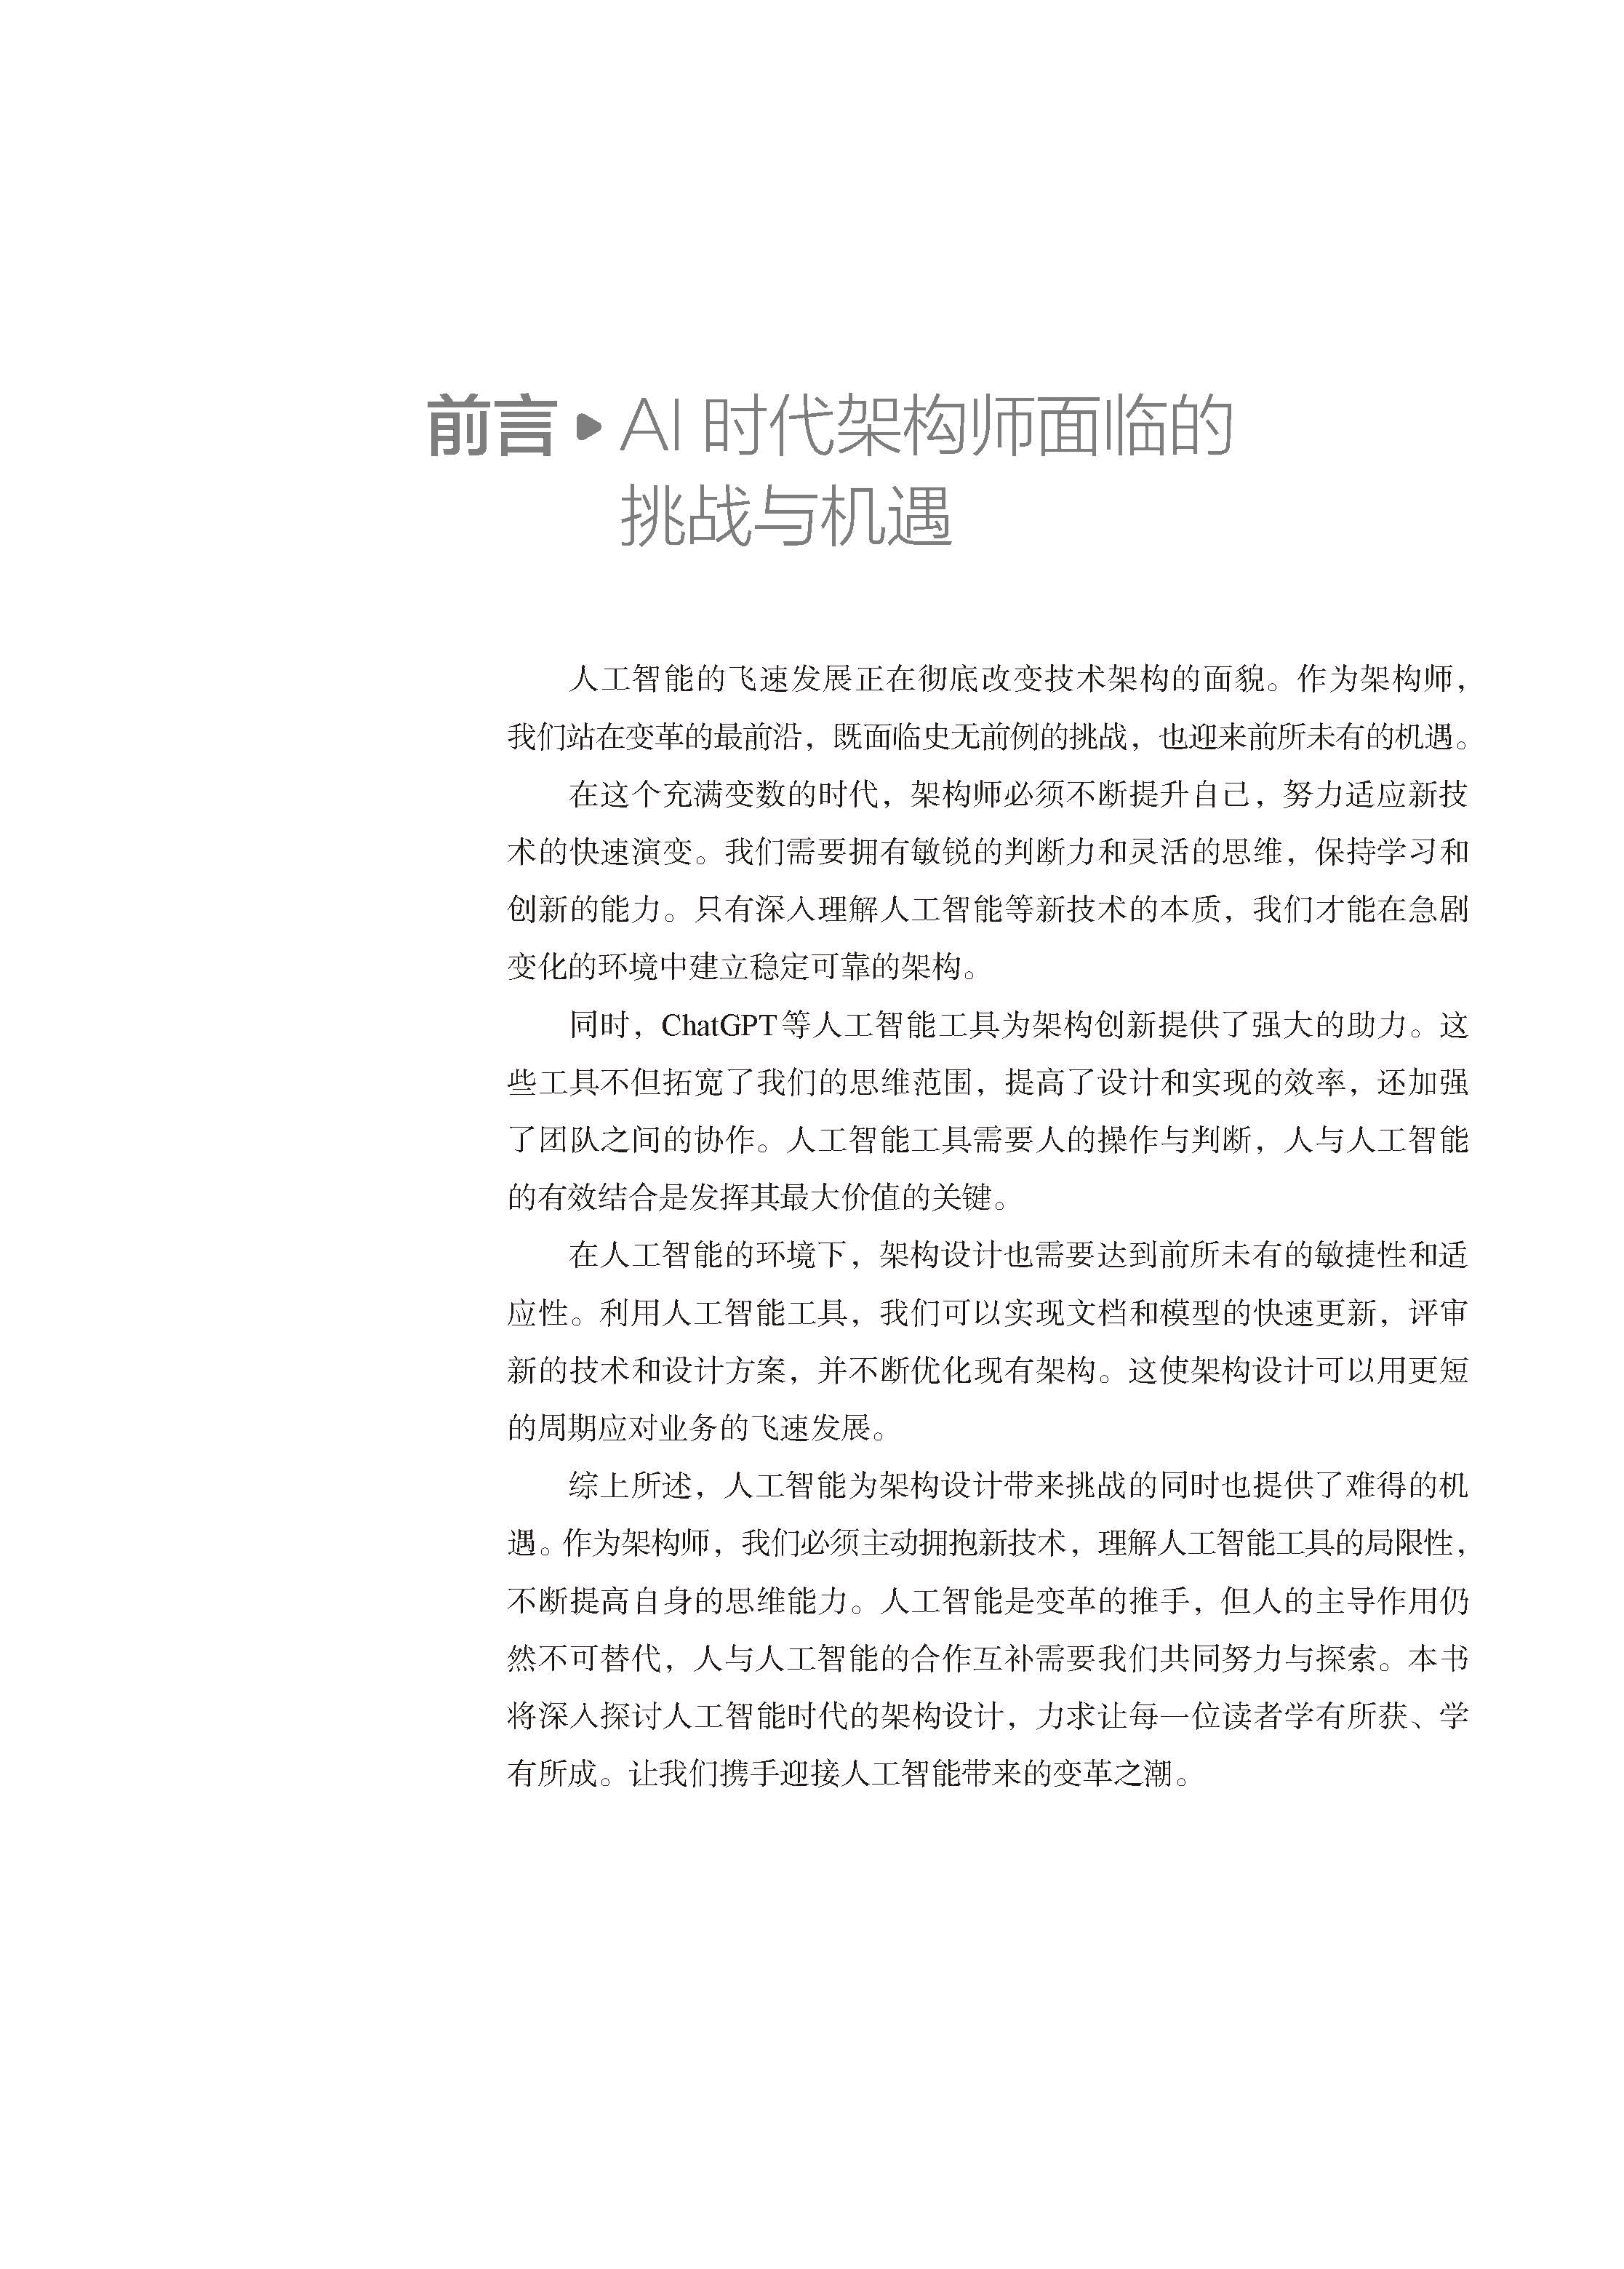 前言▶AI 时代架构师面临的
挑战与机遇
人工智能的飞速发展正在彻底改变技术架构的面貌。作为架构师，
我们站在变革的最前沿，既面临史无前例的挑战，也迎来前所未有的机遇。
在这个充满变数的时代，架构师必须不断提升自己，努力适应新技
术的快速演变。我们需要拥有敏锐的判断力和灵活的思维，保持学习和
创新的能力。只有深入理解人工智能等新技术的本质，我们才能在急剧
变化的环境中建立稳定可靠的架构。
同时，ChatGPT等人工智能工具为架构创新提供了强大的助力。这
些工具不但拓宽了我们的思维范围，提高了设计和实现的效率，还加强
了团队之间的协作。人工智能工具需要人的操作与判断，人与人工智能
的有效结合是发挥其最大价值的关键。
在人工智能的环境下，架构设计也需要达到前所未有的敏捷性和适
应性。利用人工智能工具，我们可以实现文档和模型的快速更新，评审
新的技术和设计方案，并不断优化现有架构。这使架构设计可以用更短
的周期应对业务的飞速发展。
综上所述，人工智能为架构设计带来挑战的同时也提供了难得的机
遇。作为架构师，我们必须主动拥抱新技术，理解人工智能工具的局限性，
不断提高自身的思维能力。人工智能是变革的推手，但人的主导作用仍
然不可替代，人与人工智能的合作互补需要我们共同努力与探索。本书
将深入探讨人工智能时代的架构设计，力求让每一位读者学有所获、学
有所成。让我们携手迎接人工智能带来的变革之潮。